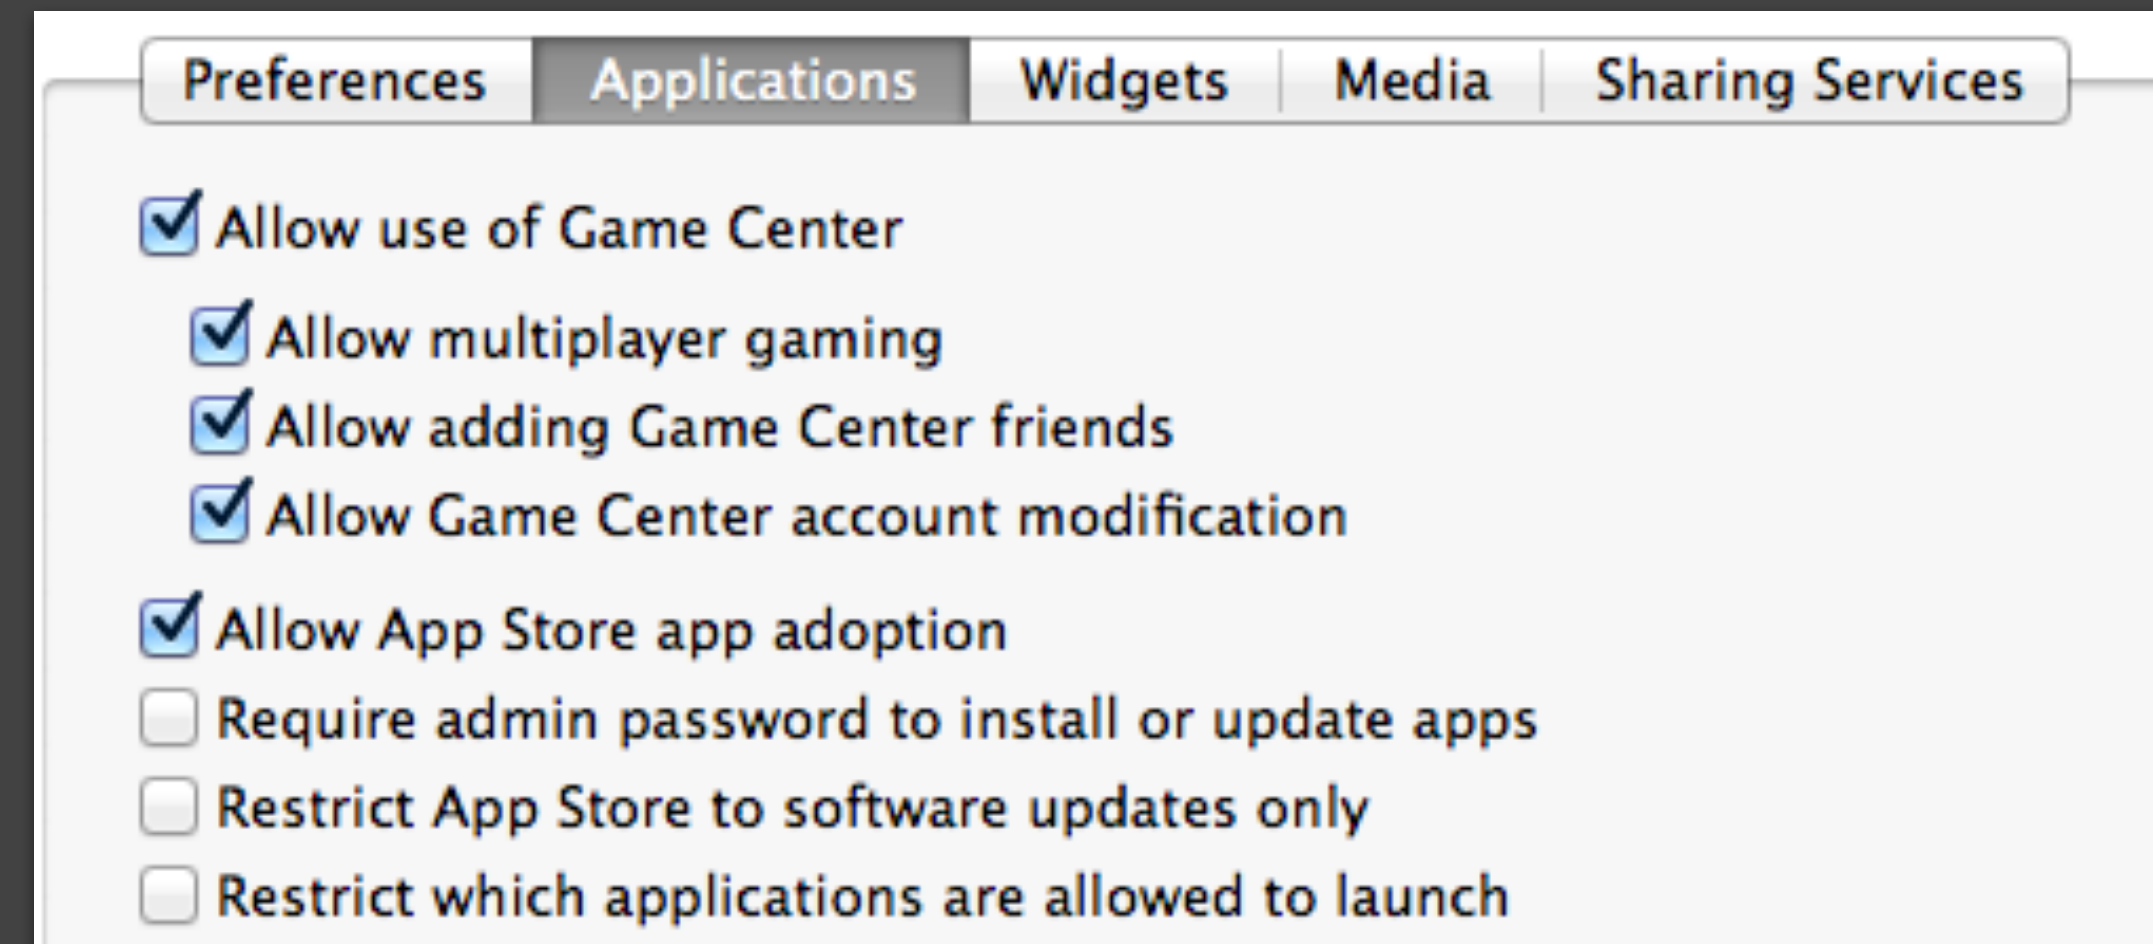 Preferences Applications Widgets Media Sharing Services
Allow use of Game Center
Allow multiplayer gaming
Allow adding Game Center friends
Allow Game Center account modification
Allow App Store app adoption
Require admin password to install or update apps
Restrict App Store to software updates only
Restrict which applications are allowed to launch